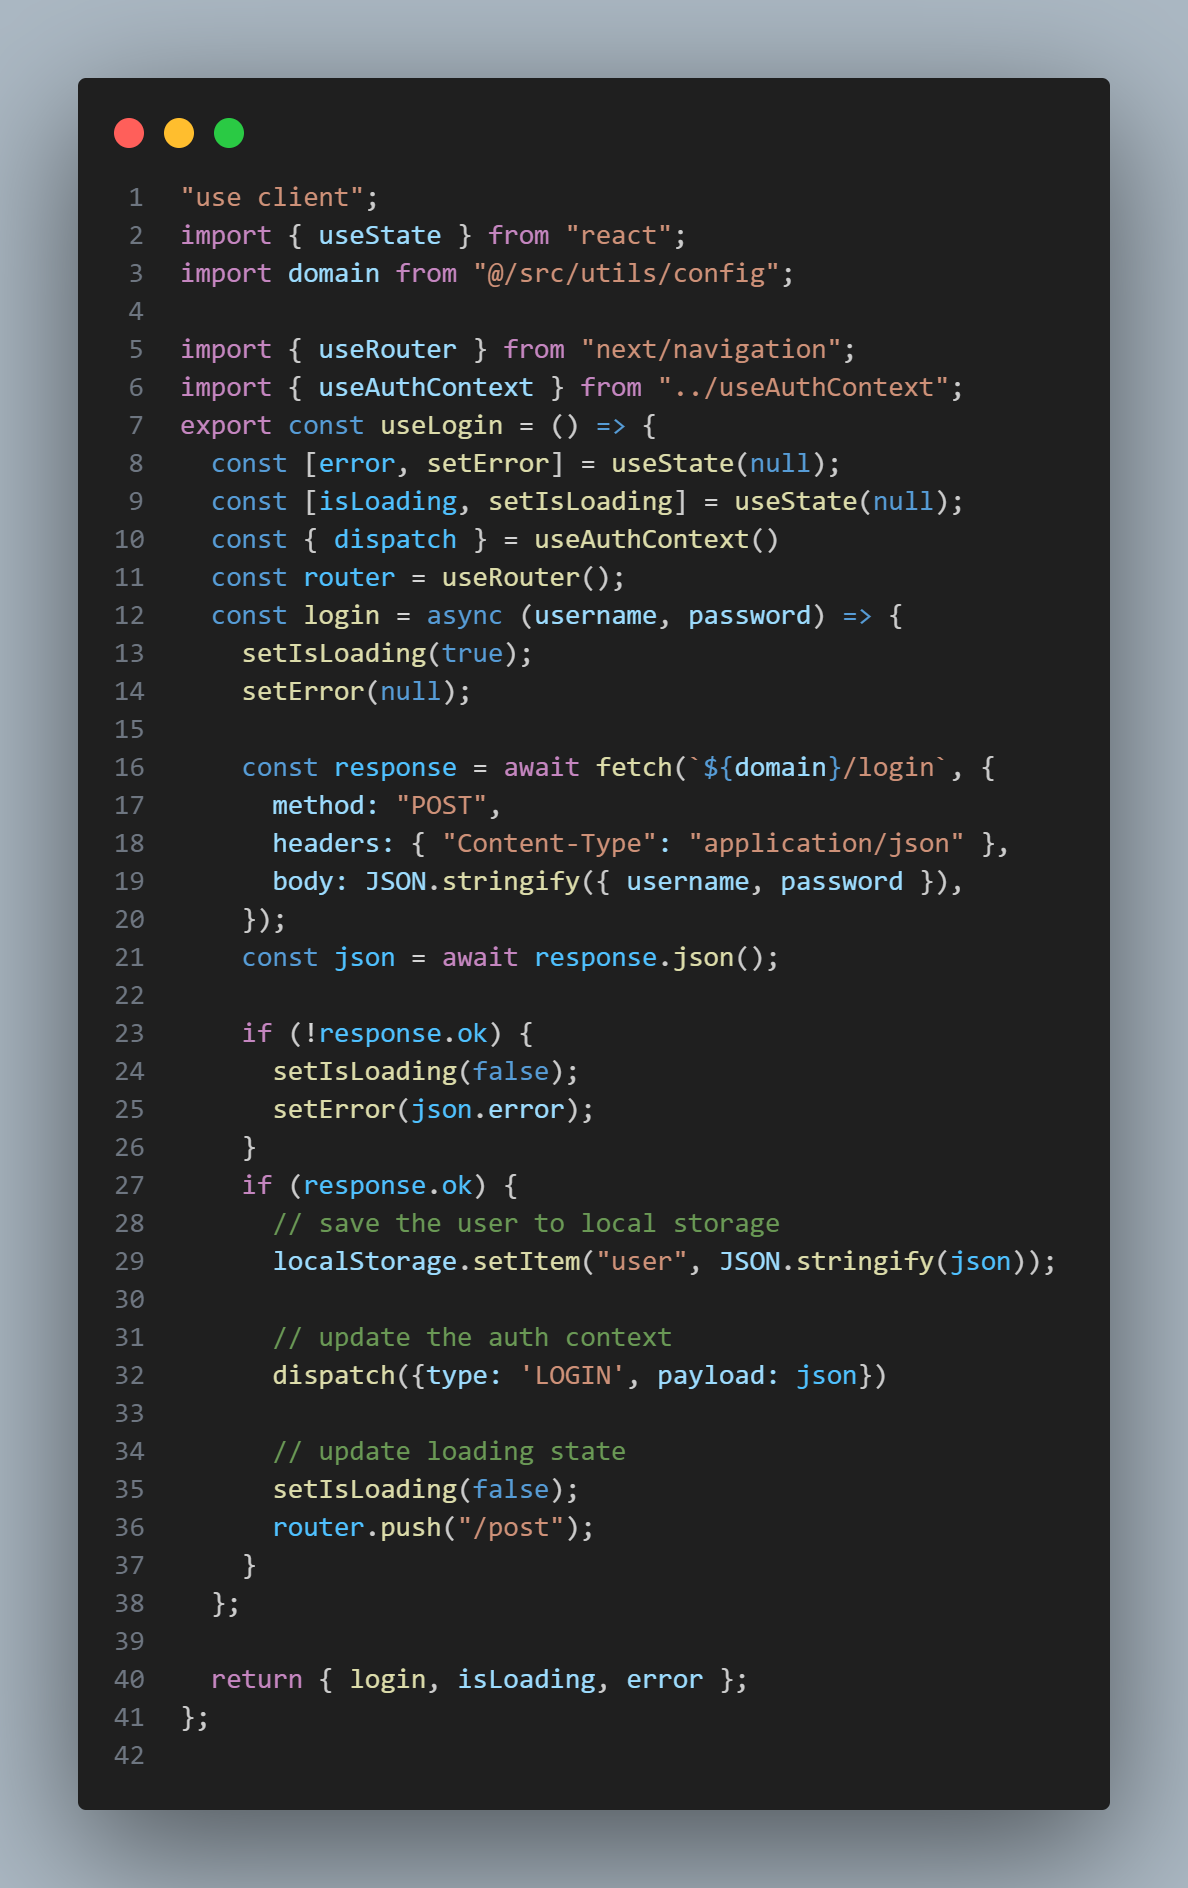 1 "use client";
2 import { useState } from "react";
3 import domain from "@/src/utils/config";
4
5 import { useRouter } from "next/navigation";
6 import { useAuthContext } from "../useAuthContext";
7 export const useLogin = () => {
8   const [error, setError] = useState(null);
9   const [isLoading, setIsLoading] = useState(null);
10   const { dispatch } = useAuthContext()
11   const router = useRouter();
12   const login = async (username, password) => {
13     setIsLoading(true);
14     setError(null);
15
16     const response = await fetch(`${domain}/login`, {
17       method: "POST",
18       headers: { "Content-Type": "application/json" },
19       body: JSON.stringify({ username, password }),
20     });
21     const json = await response.json();
22
23     if (!response.ok) {
24       setIsLoading(false);
25       setError(json.error);
26     }
27     if (response.ok) {
28       // save the user to local storage
29       localStorage.setItem("user", JSON.stringify(json));
30
31       // update the auth context
32       dispatch({type: 'LOGIN', payload: json})
33
34       // update loading state
35       setIsLoading(false);
36       router.push("/post");
37     }
38   };
39
40   return { login, isLoading, error };
41 };
42